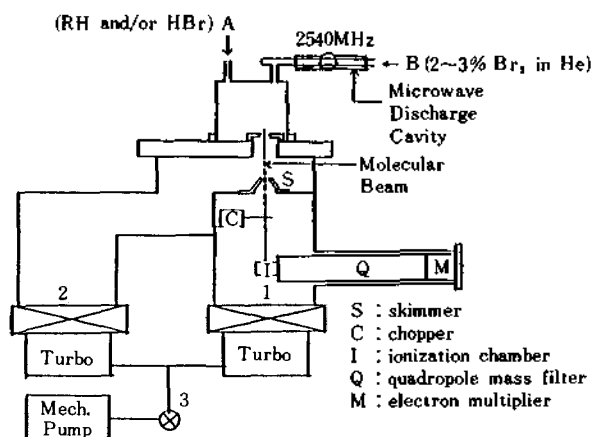 (RH and/or HBr) A
2540MHz
B (2~3% Br, in He)
Microwave
Discharge
Cavity
Molecular
Beam
S
C
I
Q
M
2
1
Turbo
Turbo
3
Mech.
Pump
S : skimmer
C : chopper
I : ionization chamber
Q : quadropole mass filter
M : electron multiplier